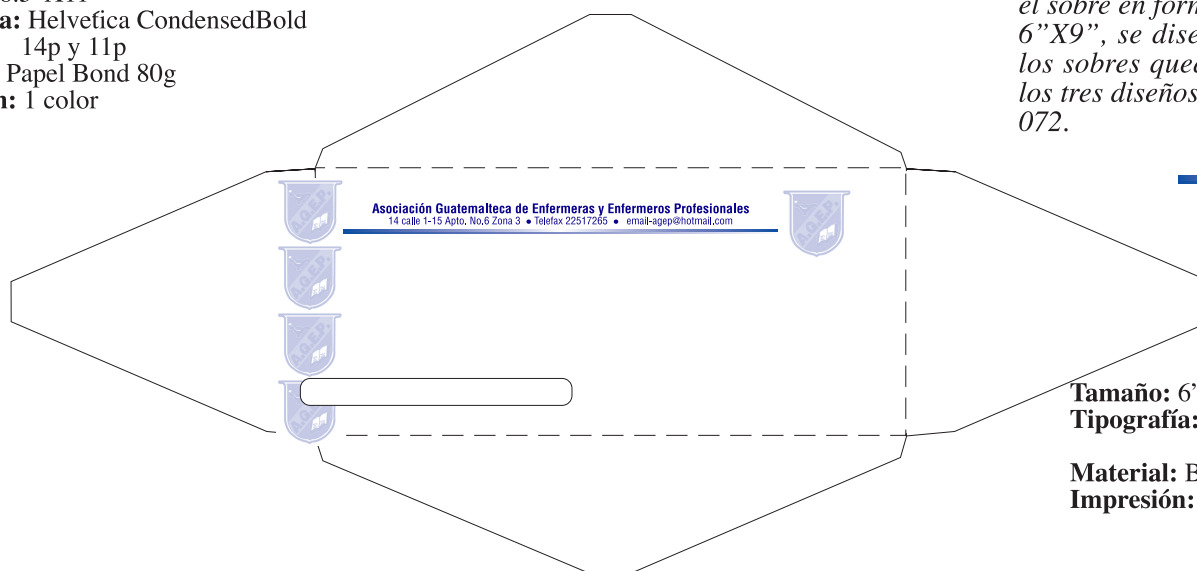 a: Helvetica CondensedBold
14p y 11p
Papel Bond 80g
n: 1 color
el sobre en form
6”X9”, se dise
los sobres que
los tres diseños
072.
Asociación Guatemalteca de Enfermeras y Enfermeros Profesionales
14 calle 1-15 Apto. No.6 Zona 3 • Telefax 22517265 • email-agep@hotmail.com
A.G.E.P.
A.G.E.P.
A.G.E.P.
A.G.E.P.
A.G.E.P.
Tamaño: 6’
Tipografía:
Material: B
Impresión: